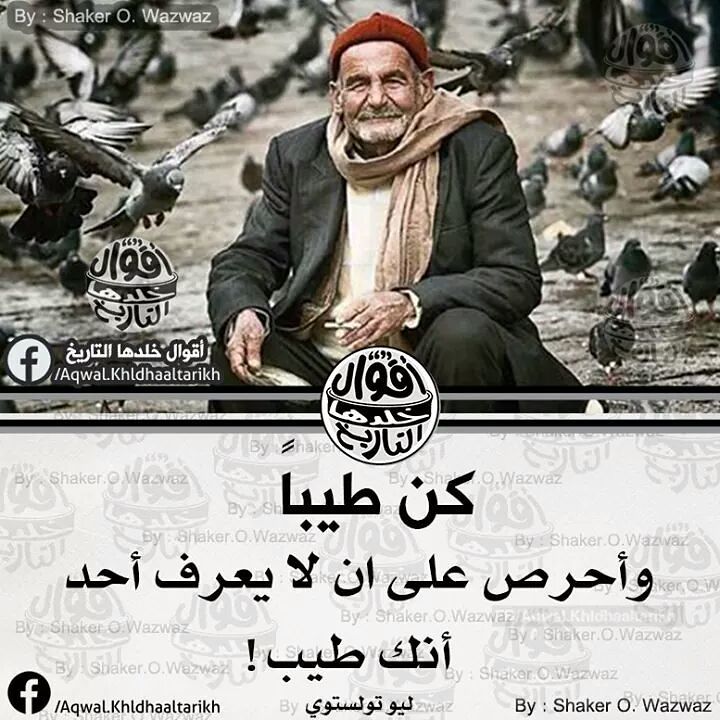 By : Shaker O. Wazwaz
أقوال
خلدها
التاريخ
أقوال خلدها التاريخ
/Aqwal.Khldhaaltarikh
أقوال
خلدها
التاريخ
كن طيباً
وأحرص على ان لا يعرف أحد
أنك طيب !
ليو تولستوي
/Aqwal.Khldhaaltarikh
By : Shaker O. Wazwaz